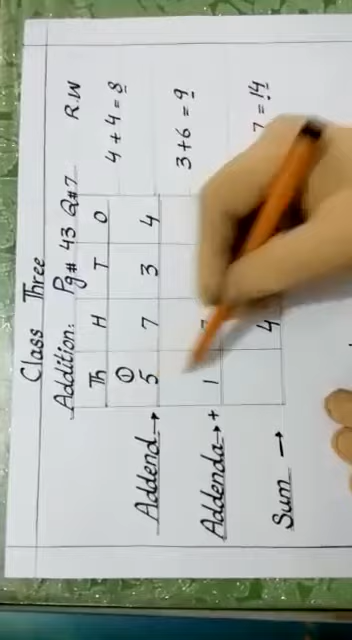 Class Three
Addition: Pg# 43 Q#7 R.W
Th H T O
4 + 4 = 8
①
Addend → 5 7 3 4
3 + 6 = 9
Addenda → + 1
7 = 14
Sum → 4